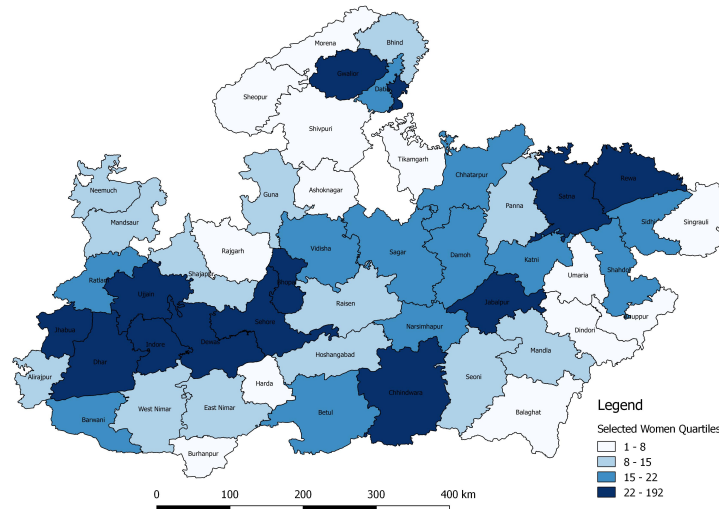 Morena
Bhind
Gwalior
Datia
Sheopur
Shivpuri
Tikamgarh
Chhatarpur
Rewa
Satna
Guna
Ashoknagar
Panna
Sidhi
Singrauli
Neemuch
Mandsaur
Rajgarh
Vidisha
Sagar
Damoh
Katni
Shahdol
Umaria
Ratlam
Shajapur
Ujjain
Bhopal
Raisen
Jabalpur
Jhabua
Indore
Dewas
Sehore
Narsimhapur
Dindori
Dhar
Hoshangabad
Mandla
Alirajpur
Harda
Chhindwara
Seoni
Barwani
West Nimar
East Nimar
Betul
Balaghat
Burhanpur
Legend
Selected Women Quartiles
1 - 8
8 - 15
15 - 22
22 - 192
0 100 200 300 400 km